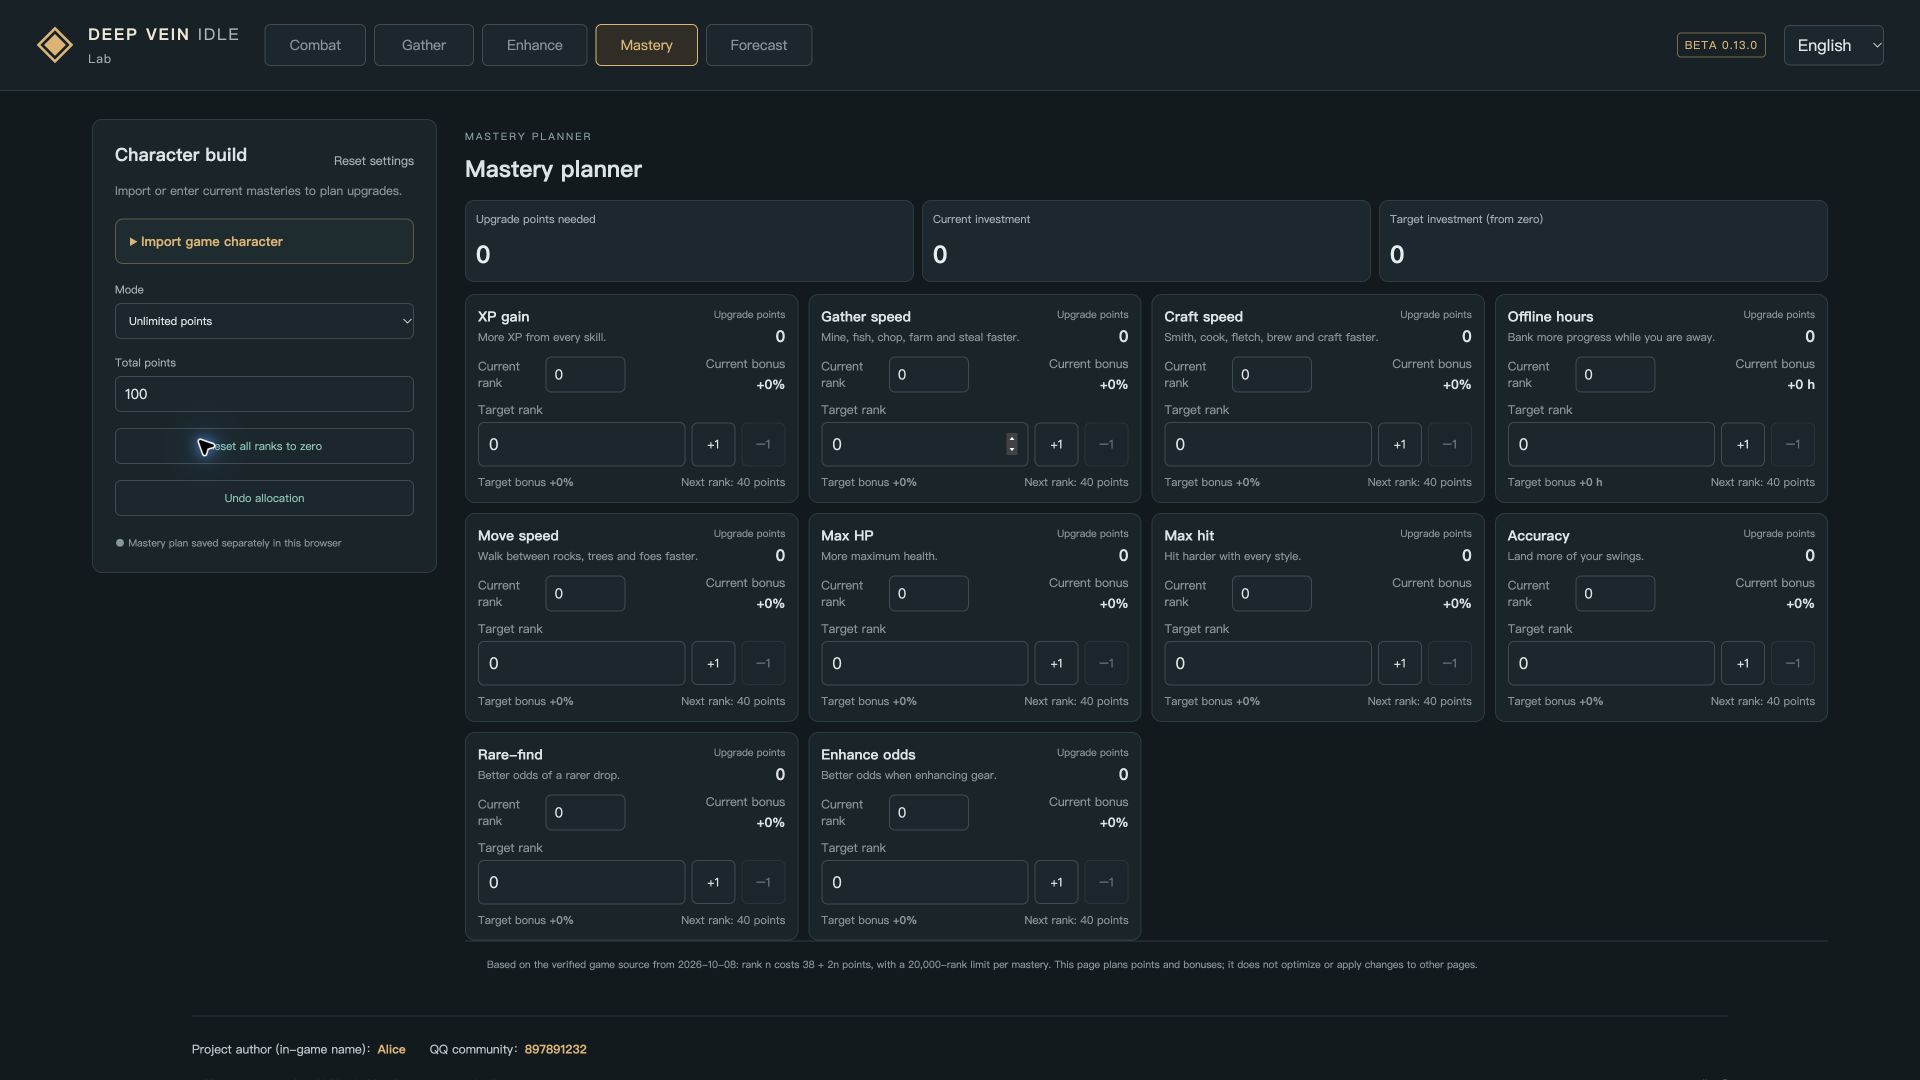 DEEP VEIN IDLE
Lab
Combat
Gather
Enhance
Mastery
Forecast
BETA 0.13.0
English
Character build
Reset settings
Import or enter current masteries to plan upgrades.
Import game character
Mode
Unlimited points
Total points
100
eset all ranks to zero
Undo allocation
Mastery plan saved separately in this browser
MASTERY PLANNER
Mastery planner
Upgrade points needed
0
Current investment
0
Target investment (from zero)
0
XP gain
Upgrade points
More XP from every skill.
0
Current rank
0
Current bonus
+0%
Target rank
0
+1
−1
Target bonus +0%
Next rank: 40 points
Gather speed
Upgrade points
Mine, fish, chop, farm and steal faster.
0
Current rank
0
Current bonus
+0%
Target rank
0
+1
−1
Target bonus +0%
Next rank: 40 points
Craft speed
Upgrade points
Smith, cook, fletch, brew and craft faster.
0
Current rank
0
Current bonus
+0%
Target rank
0
+1
−1
Target bonus +0%
Next rank: 40 points
Offline hours
Upgrade points
Bank more progress while you are away.
0
Current rank
0
Current bonus
+0 h
Target rank
0
+1
−1
Target bonus +0 h
Next rank: 40 points
Move speed
Upgrade points
Walk between rocks, trees and foes faster.
0
Current rank
0
Current bonus
+0%
Target rank
0
+1
−1
Target bonus +0%
Next rank: 40 points
Max HP
Upgrade points
More maximum health.
0
Current rank
0
Current bonus
+0%
Target rank
0
+1
−1
Target bonus +0%
Next rank: 40 points
Max hit
Upgrade points
Hit harder with every style.
0
Current rank
0
Current bonus
+0%
Target rank
0
+1
−1
Target bonus +0%
Next rank: 40 points
Accuracy
Upgrade points
Land more of your swings.
0
Current rank
0
Current bonus
+0%
Target rank
0
+1
−1
Target bonus +0%
Next rank: 40 points
Rare-find
Upgrade points
Better odds of a rarer drop.
0
Current rank
0
Current bonus
+0%
Target rank
0
+1
−1
Target bonus +0%
Next rank: 40 points
Enhance odds
Upgrade points
Better odds when enhancing gear.
0
Current rank
0
Current bonus
+0%
Target rank
0
+1
−1
Target bonus +0%
Next rank: 40 points
Based on the verified game source from 2026-10-08: rank n costs 38 + 2n points, with a 20,000-rank limit per mastery. This page plans points and bonuses; it does not optimize or apply changes to other pages.
Project author (in-game name): Alice
QQ community: 897891232